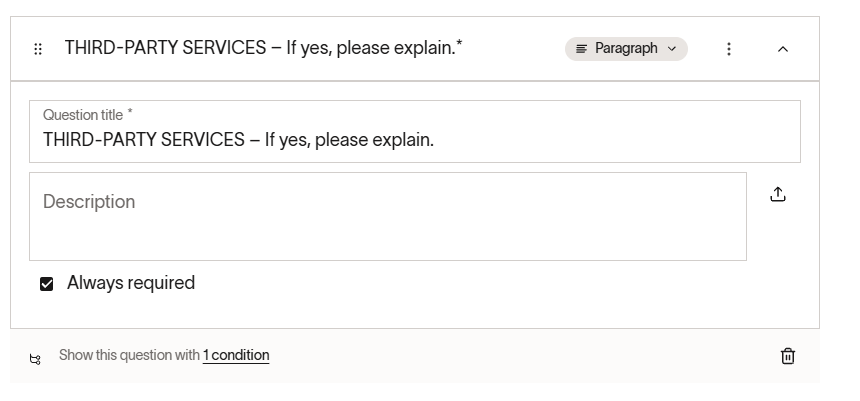 THIRD-PARTY SERVICES – If yes, please explain.*
Paragraph
Question title *
THIRD-PARTY SERVICES – If yes, please explain.
Description
Always required
Show this question with 1 condition